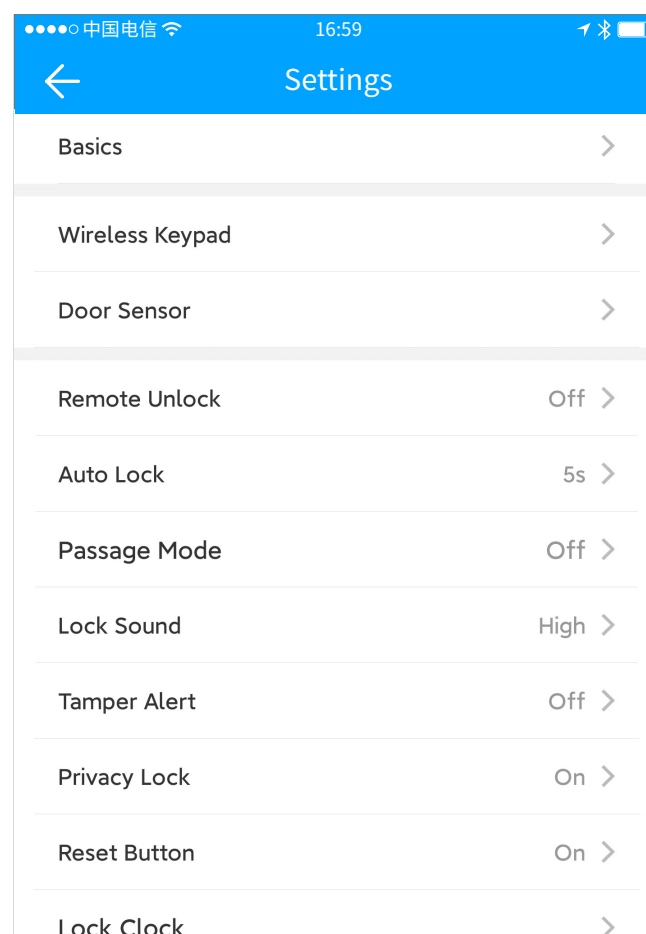 中国电信 16:59
Settings
Basics
Wireless Keypad
Door Sensor
Remote Unlock Off
Auto Lock 5s
Passage Mode Off
Lock Sound High
Tamper Alert Off
Privacy Lock On
Reset Button On
Lock Clock